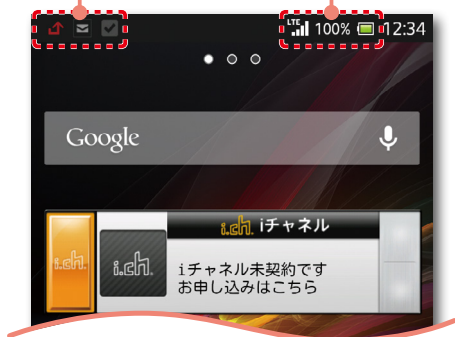 LTE 100% 12:34
Google
i.ch. iチャネル
i.ch. i.ch. iチャネル未契約です
お申し込みはこちら